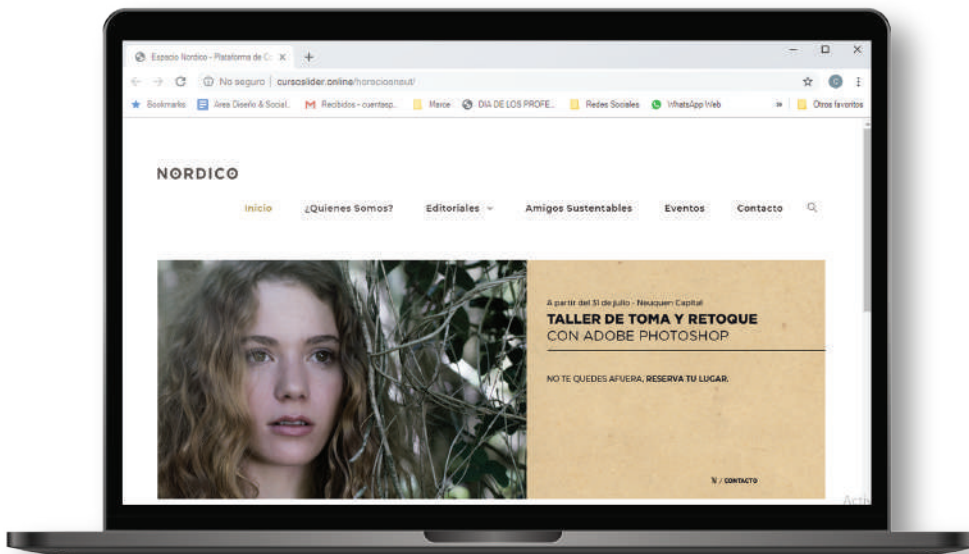 Espacio Nordico - Plataforma de C
No seguro | cursoslider.online/horacioanaut/
C
Bookmarks Area Diseño & Social.. Recibidos - cuentasp.. Marce DIA DE LOS PROFE... Redes Sociales WhatsApp Web » Otros favoritos
NORDICO
Inicio ¿Quienes Somos? Editoriales Amigos Sustentables Eventos Contacto
A partir del 31 de julio - Neuquen Capital
TALLER DE TOMA Y RETOQUE
CON ADOBE PHOTOSHOP
NO TE QUEDES AFUERA, RESERVA TU LUGAR.
N / CONTACTO
Activ